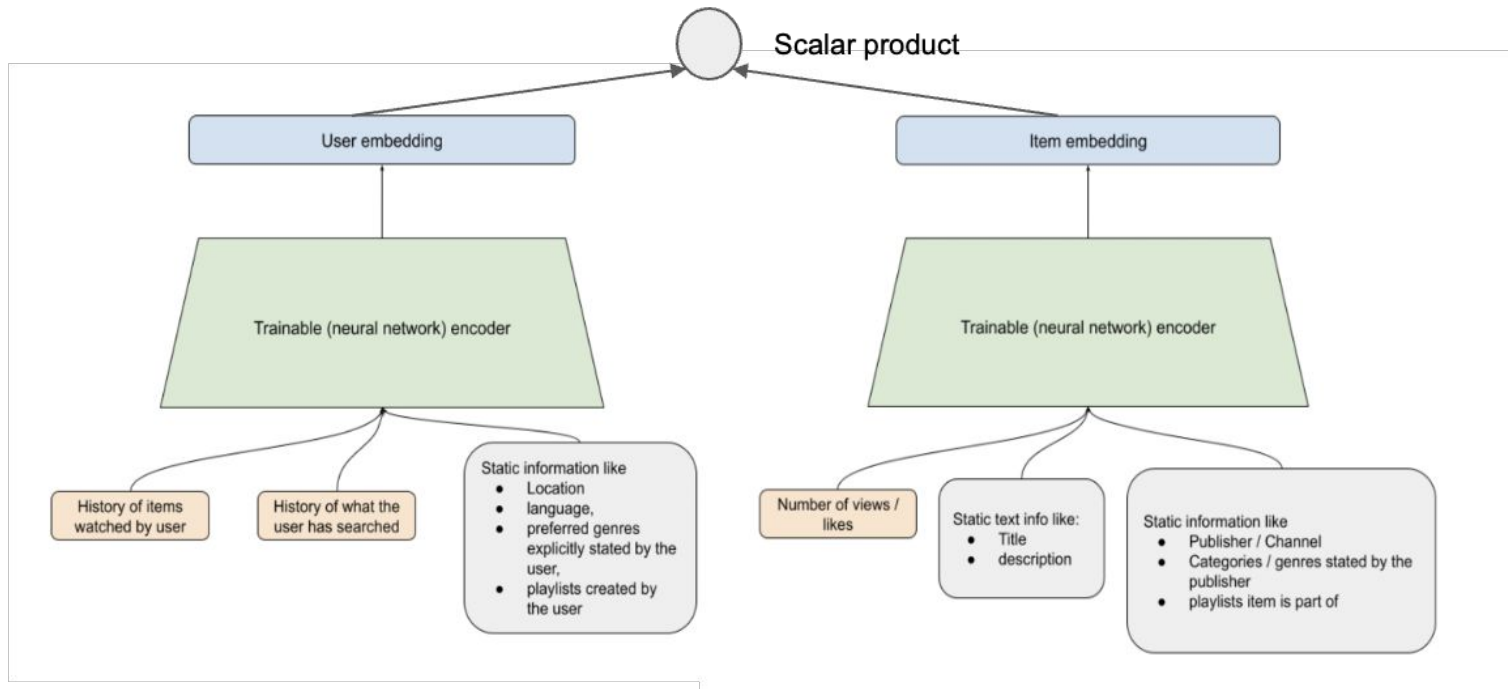 Scalar product
User embedding
Item embedding
Trainable (neural network) encoder
Trainable (neural network) encoder
History of items
watched by user
History of what the
user has searched
Static information like
● Location
● language,
● preferred genres
explicitly stated by the
user,
● playlists created by
the user
Number of views /
likes
Static text info like:
● Title
● description
Static information like
● Publisher / Channel
● Categories / genres stated by the
publisher
● playlists item is part of